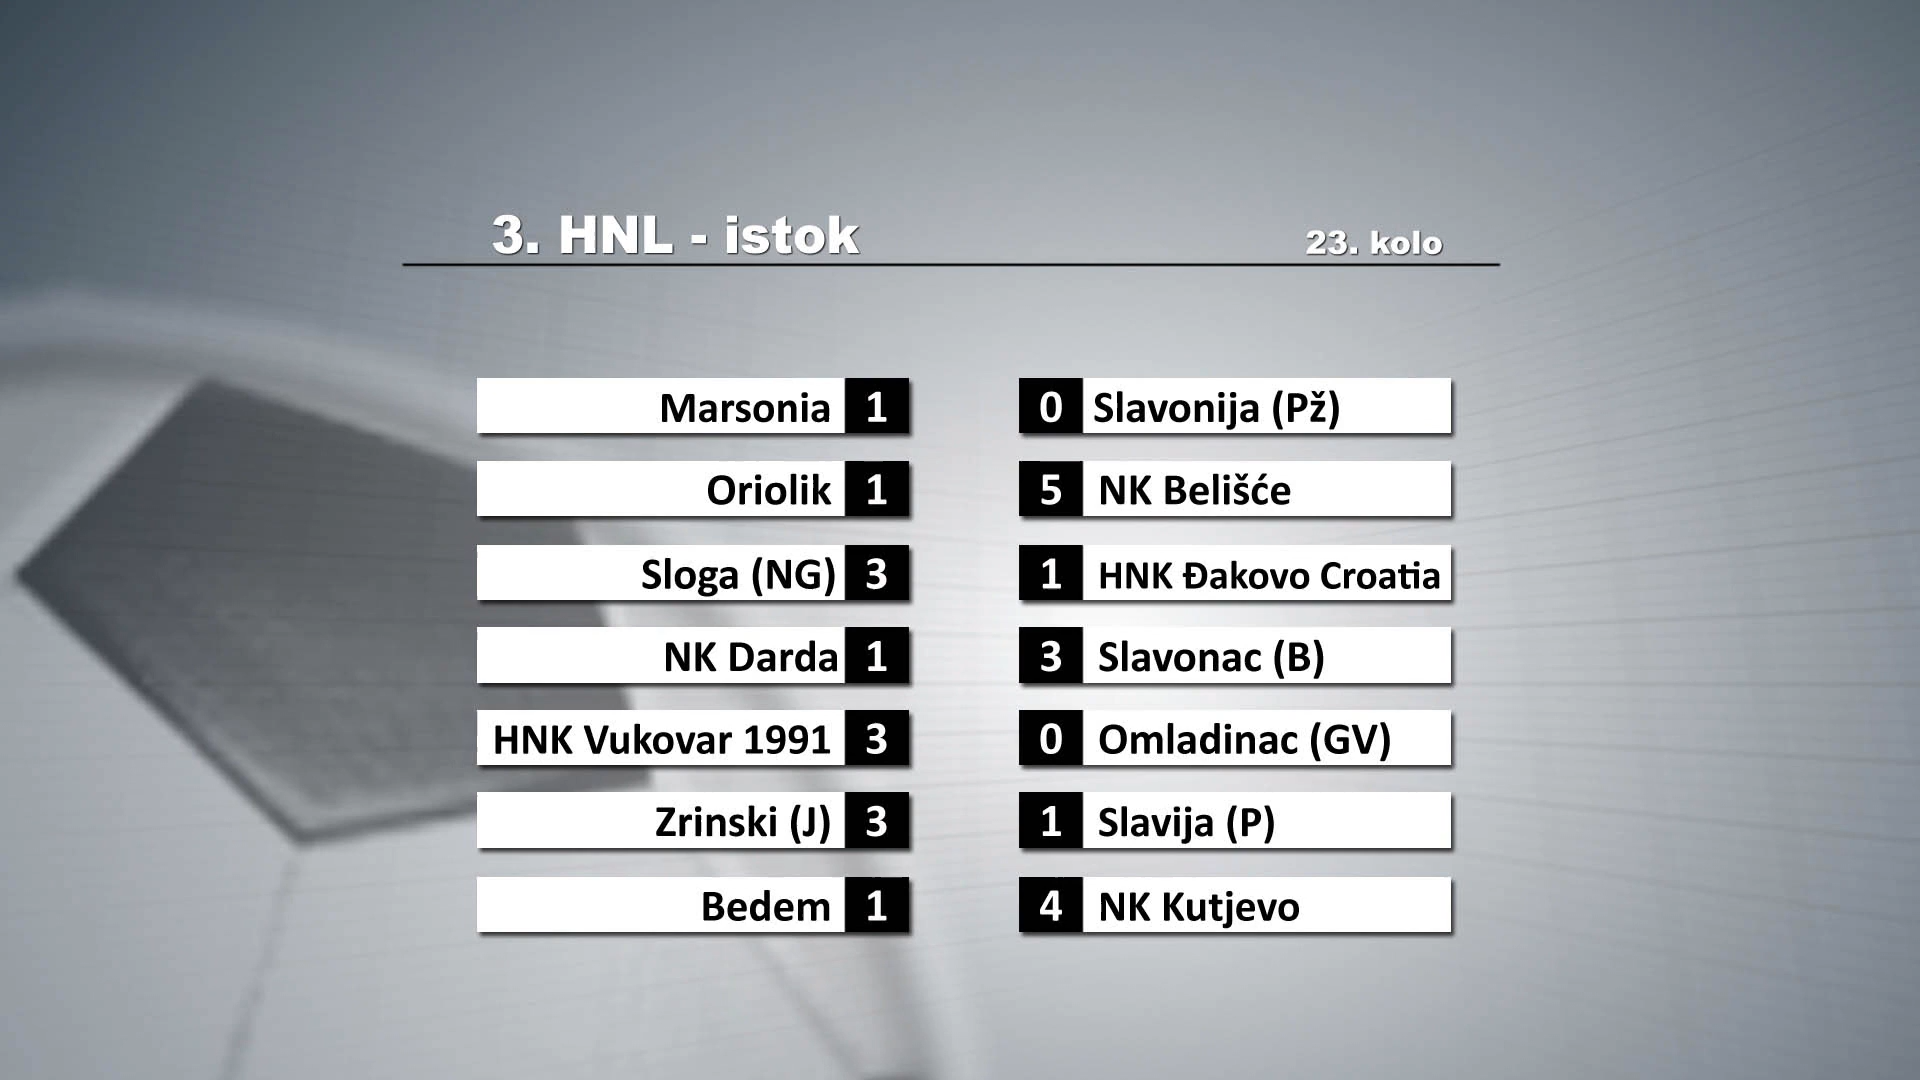 3. HNL - istok 23. kolo
Marsonia 1 0 Slavonija (Pž)
Oriolik 1 5 NK Belišće
Sloga (NG) 3 1 HNK Đakovo Croatia
NK Darda 1 3 Slavonac (B)
HNK Vukovar 1991 3 0 Omladinac (GV)
Zrinski (J) 3 1 Slavija (P)
Bedem 1 4 NK Kutjevo